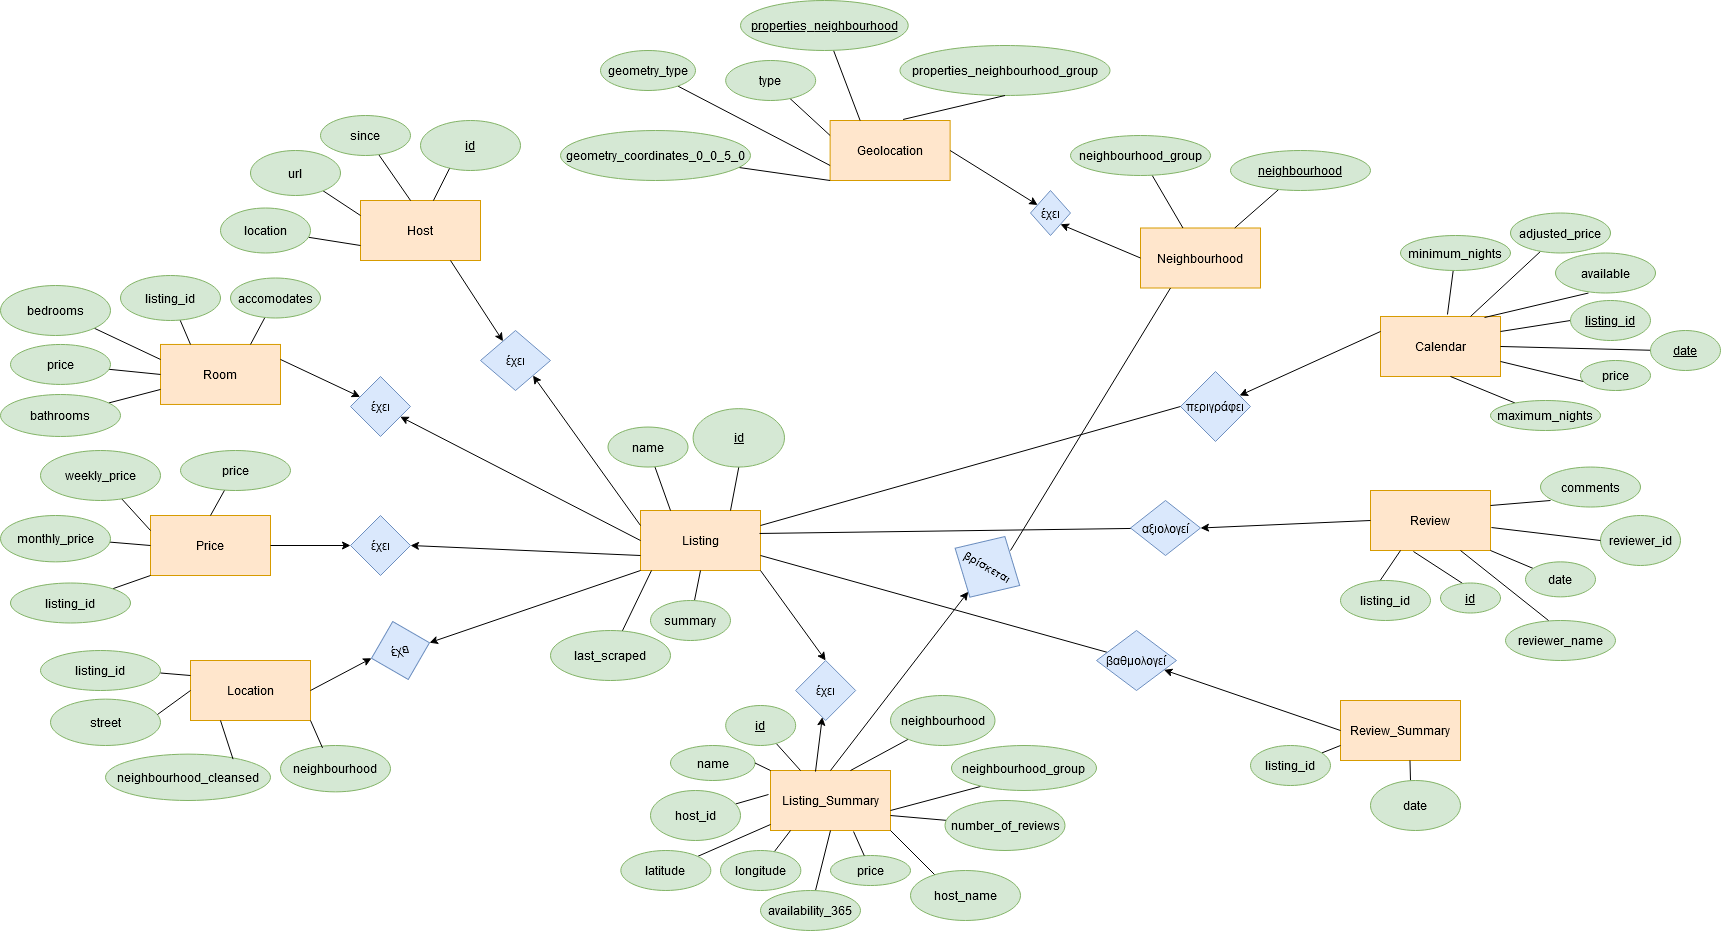 properties_neighbourhood
geometry_type
type
properties_neighbourhood_group
geometry_coordinates_0_0_5_0
Geolocation
since
id
url
location
Host
neighbourhood_group
neighbourhood
έχει
Neighbourhood
adjusted_price
minimum_nights
available
listing_id
date
Calendar
price
maximum_nights
bedrooms
listing_id
accomodates
price
Room
bathrooms
έχει
έχει
περιγράφει
name
id
weekly_price
price
monthly_price
Price
listing_id
έχει
Listing
αξιολογεί
βρίσκεται
comments
Review
reviewer_id
date
listing_id
id
reviewer_name
summary
last_scraped
έχει
listing_id
Location
street
neighbourhood_cleansed
neighbourhood
έχει
βαθμολογεί
Review_Summary
listing_id
date
id
neighbourhood
name
neighbourhood_group
host_id
Listing_Summary
number_of_reviews
latitude
longitude
price
host_name
availability_365